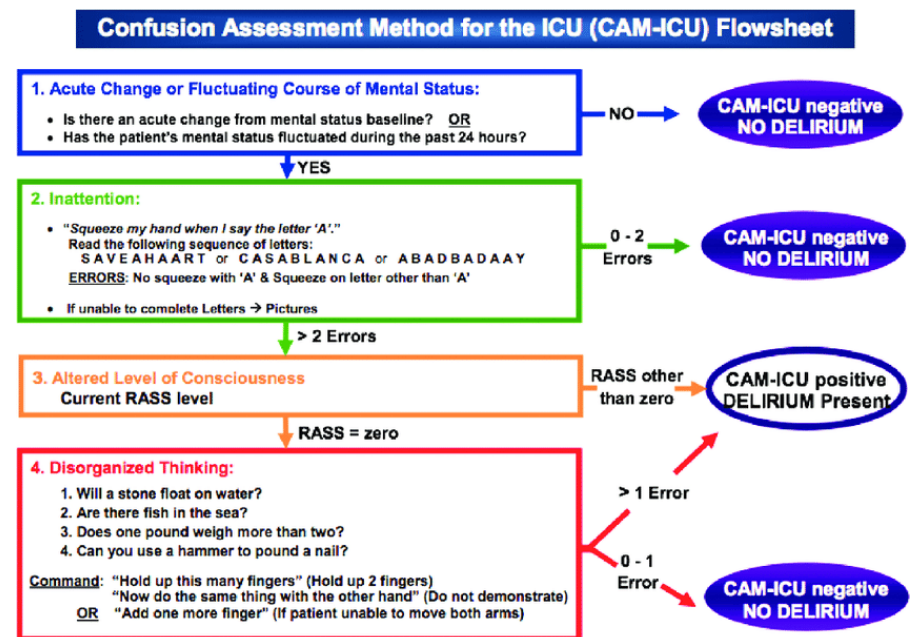 Confusion Assessment Method for the ICU (CAM-ICU) Flowsheet
1. Acute Change or Fluctuating Course of Mental Status:
• Is there an acute change from mental status baseline? OR
• Has the patient's mental status fluctuated during the past 24 hours?
NO
CAM-ICU negative
NO DELIRIUM
YES
2. Inattention:
• "Squeeze my hand when I say the letter 'A'."
Read the following sequence of letters:
S A V E A H A A R T or C A S A B L A N C A or A B A D B A D A A Y
ERRORS: No squeeze with 'A' & Squeeze on letter other than 'A'
• If unable to complete Letters → Pictures
0 - 2
Errors
CAM-ICU negative
NO DELIRIUM
> 2 Errors
3. Altered Level of Consciousness
Current RASS level
RASS other
than zero
CAM-ICU positive
DELIRIUM Present
RASS = zero
4. Disorganized Thinking:
1. Will a stone float on water?
2. Are there fish in the sea?
3. Does one pound weigh more than two?
4. Can you use a hammer to pound a nail?
Command: "Hold up this many fingers" (Hold up 2 fingers)
"Now do the same thing with the other hand" (Do not demonstrate)
OR "Add one more finger" (If patient unable to move both arms)
> 1 Error
0 - 1
Error
CAM-ICU negative
NO DELIRIUM